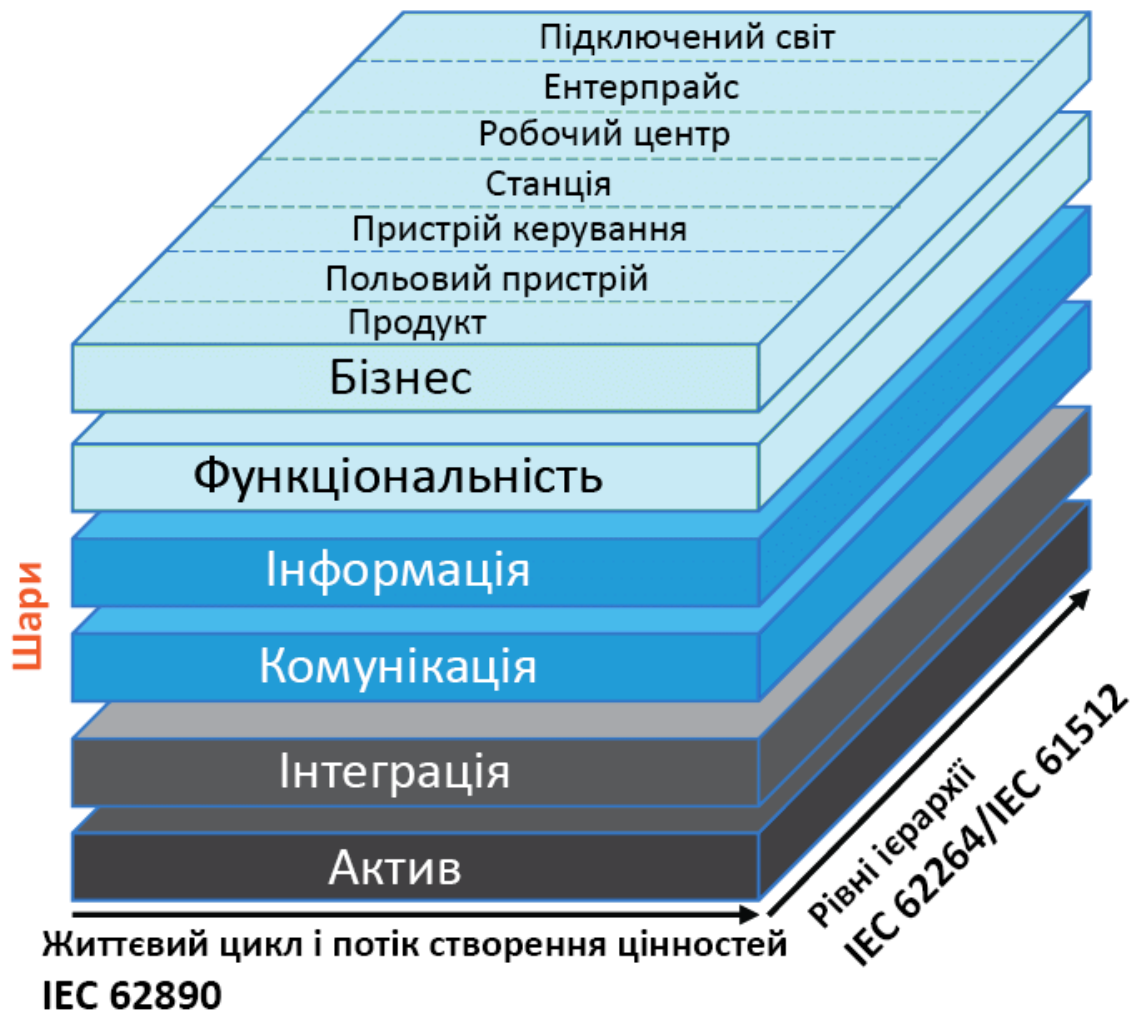 Підключений світ
Ентерпрайс
Робочий центр
Станція
Пристрій керування
Польовий пристрій
Продукт
Бізнес
Функціональність
Інформація
Комунікація
Інтеграція
Актив
Шари
Рівні ієрархії
IEC 62264/IEC 61512
Життєвий цикл і потік створення цінностей
IEC 62890